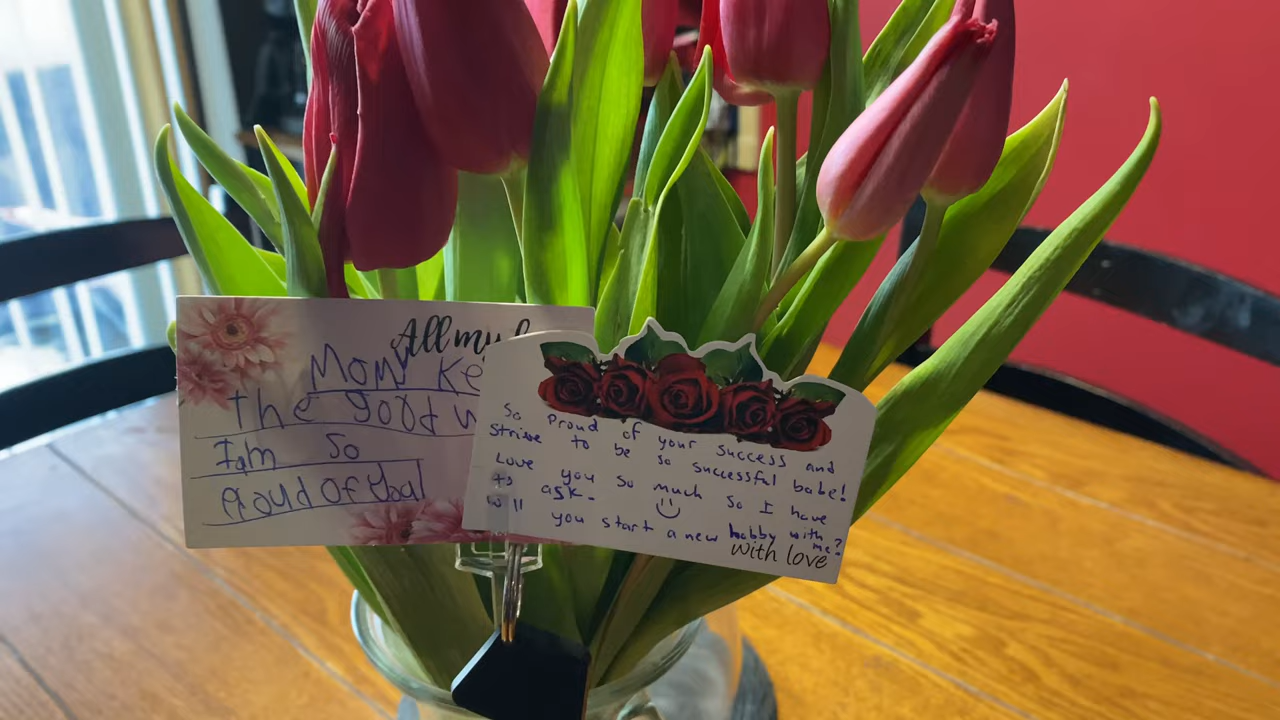 All my
Mom Ke
the good w
I am So
Proud Of You!
So Proud of your success and
Strive to be so successful babe!
Love you so much so I have
to ask.
will you start a new hobby with me?
with love